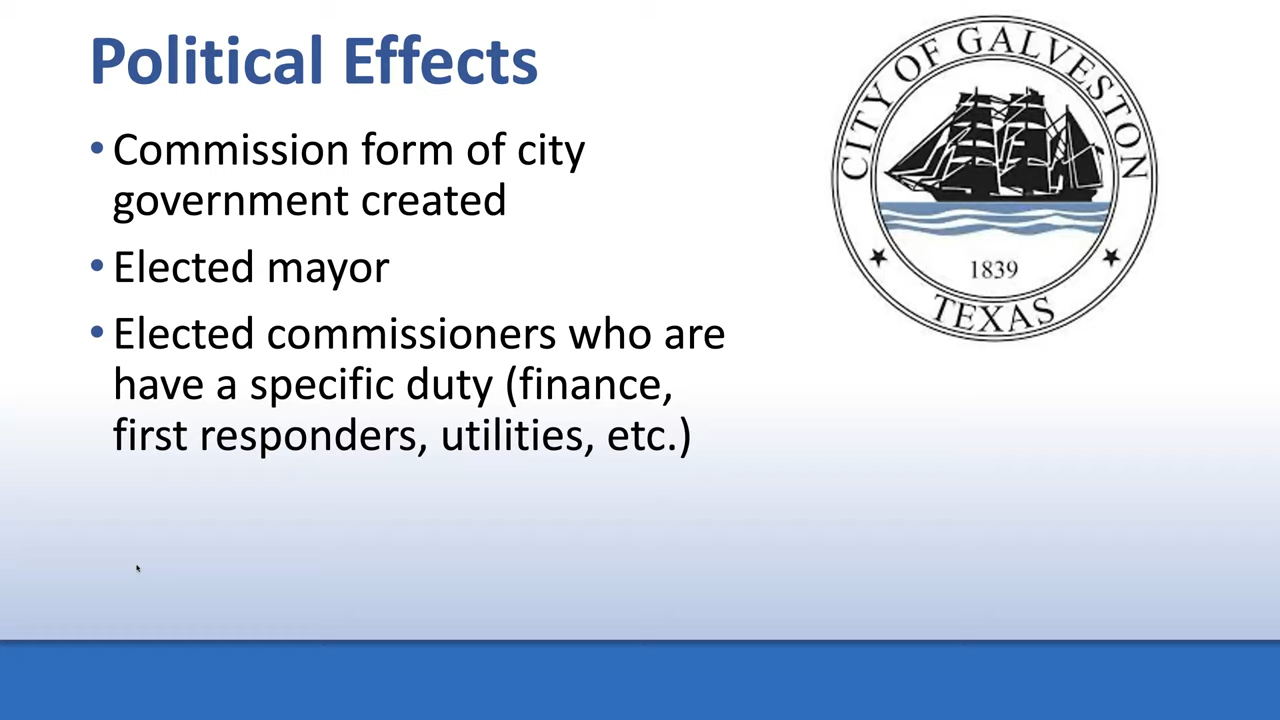 Political Effects
• Commission form of city
government created
• Elected mayor
• Elected commissioners who are
have a specific duty (finance,
first responders, utilities, etc.)
CITY OF GALVESTON
1839
TEXAS